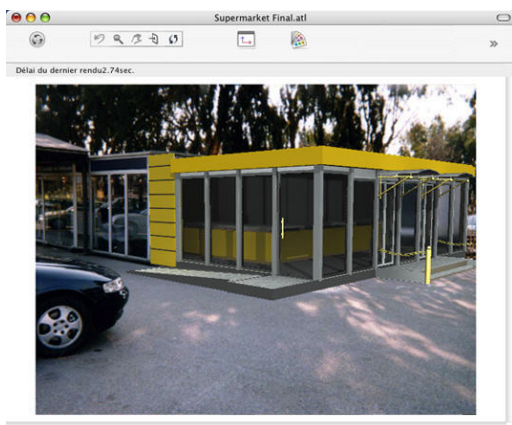 Supermarket Final.atl
Délai du dernier rendu2.74sec.